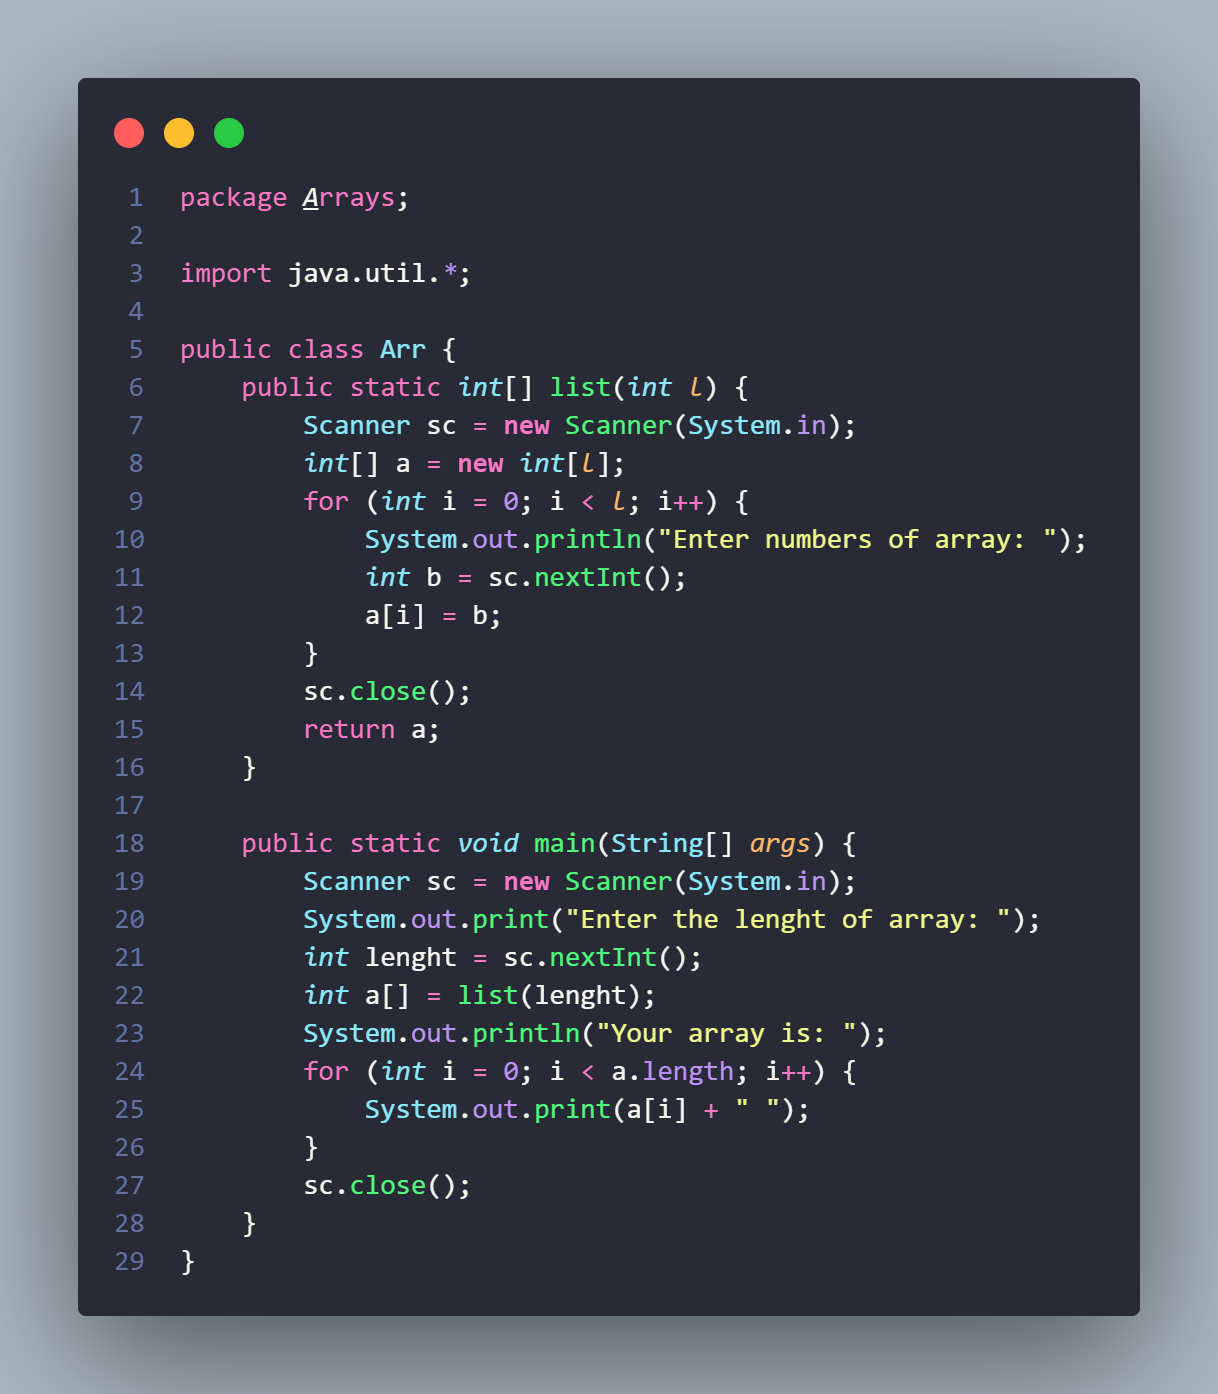 1 package Arrays;
2
3 import java.util.*;
4
5 public class Arr {
6     public static int[] list(int l) {
7         Scanner sc = new Scanner(System.in);
8         int[] a = new int[l];
9         for (int i = 0; i < l; i++) {
10             System.out.println("Enter numbers of array: ");
11             int b = sc.nextInt();
12             a[i] = b;
13         }
14         sc.close();
15         return a;
16     }
17
18     public static void main(String[] args) {
19         Scanner sc = new Scanner(System.in);
20         System.out.print("Enter the lenght of array: ");
21         int lenght = sc.nextInt();
22         int a[] = list(lenght);
23         System.out.println("Your array is: ");
24         for (int i = 0; i < a.length; i++) {
25             System.out.print(a[i] + " ");
26         }
27         sc.close();
28     }
29 }